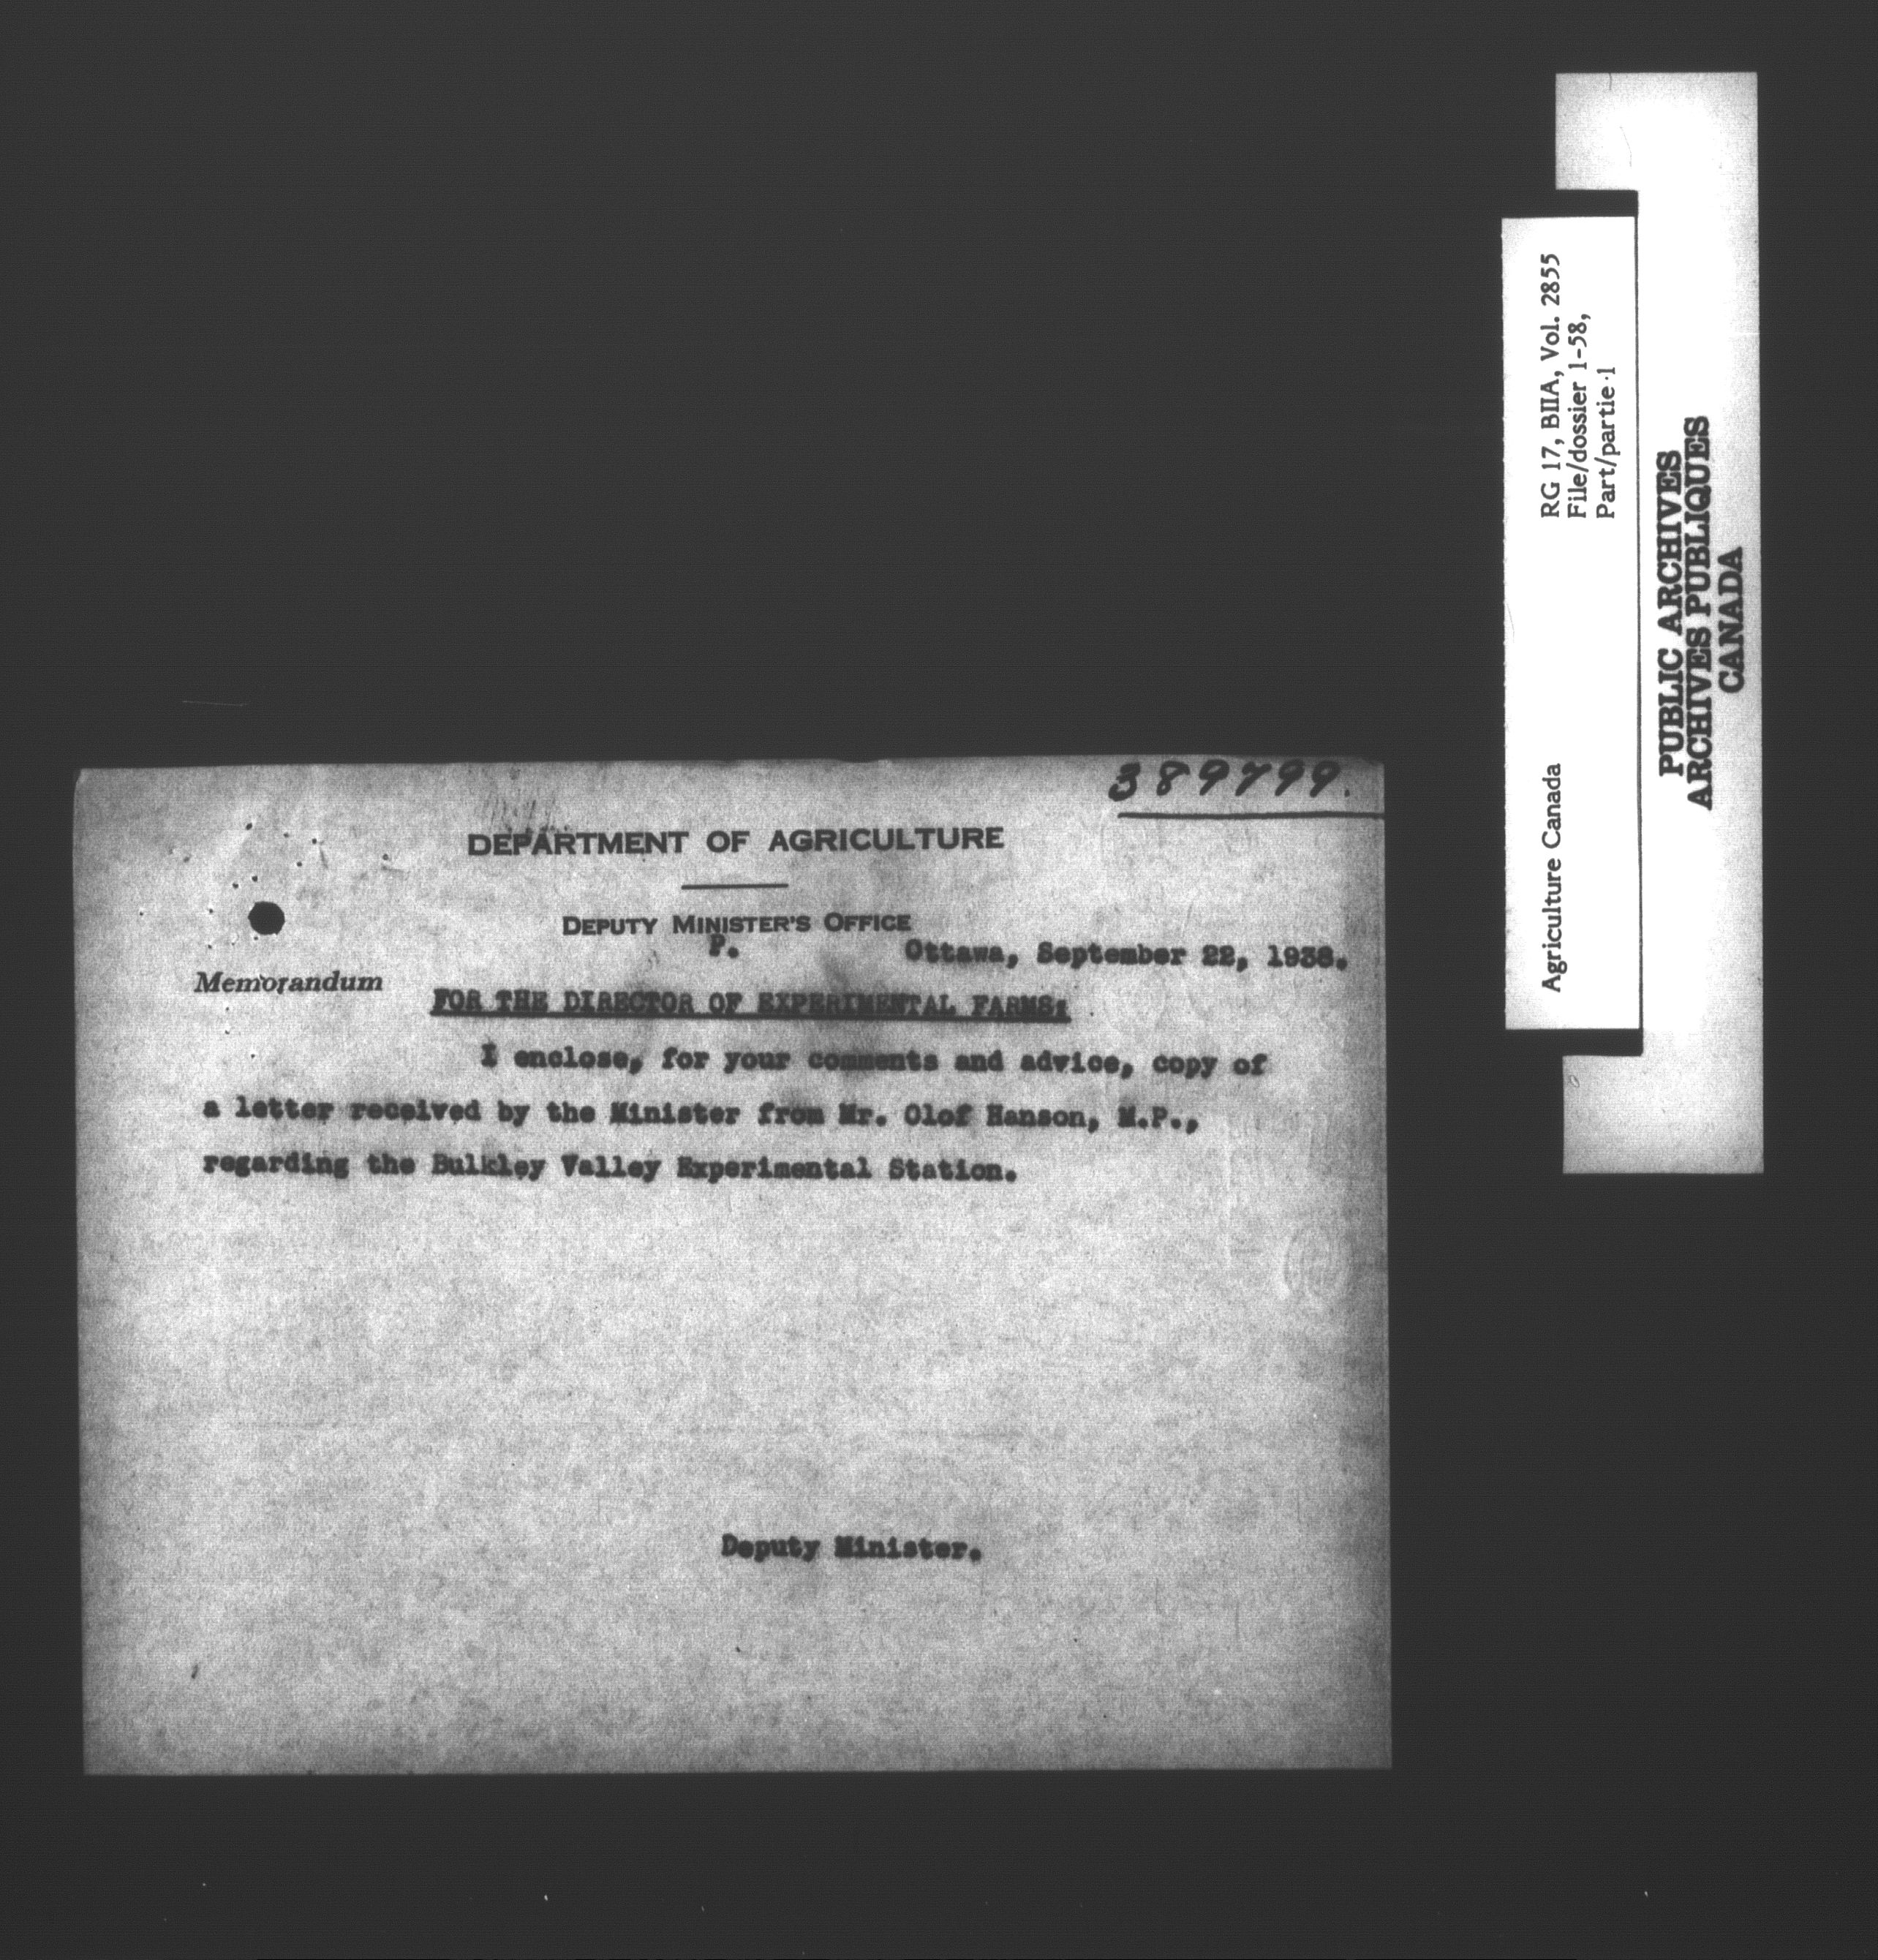 389799.
DEPARTMENT OF AGRICULTURE
DEPUTY MINISTER'S OFFICE
P.
Ottawa, September 22, 1938.
Memorandum
FOR THE DIRECTOR OF EXPERIMENTAL FARMS:
I enclose, for your comments and advice, copy of
a letter received by the Minister from Mr. Olof Hanson, M.P.,
regarding the Bulkley Valley Experimental Station.
Deputy Minister.
Agriculture Canada
RG 17, BIIA, Vol. 2855
File/dossier 1-58,
Part/partie 1
PUBLIC ARCHIVES
ARCHIVES PUBLIQUES
CANADA